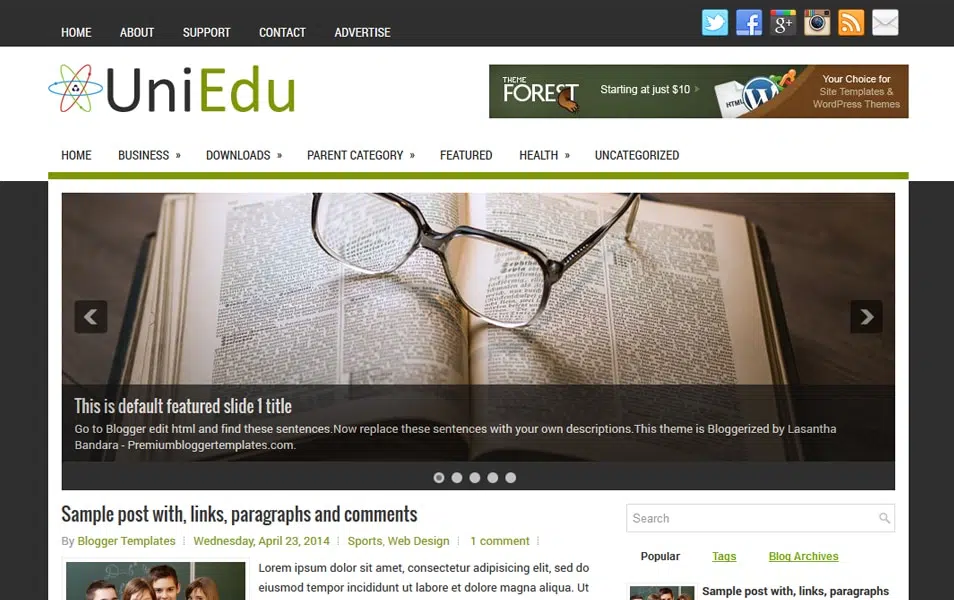 HOME ABOUT SUPPORT CONTACT ADVERTISE
g+
UniEdu
THEME
FOREST
Starting at just $10
HTML
W
Your Choice for
Site Templates &
WordPress Themes
HOME BUSINESS » DOWNLOADS » PARENT CATEGORY » FEATURED HEALTH » UNCATEGORIZED
This is default featured slide 1 title
Go to Blogger edit html and find these sentences.Now replace these sentences with your own descriptions.This theme is Bloggerized by Lasantha
Bandara - Premiumbloggertemplates.com.
Sample post with, links, paragraphs and comments
By Blogger Templates Wednesday, April 23, 2014 Sports, Web Design 1 comment
Lorem ipsum dolor sit amet, consectetur adipisicing elit, sed do
eiusmod tempor incididunt ut labore et dolore magna aliqua. Ut
Search
Popular Tags Blog Archives
Sample post with, links, paragraphs